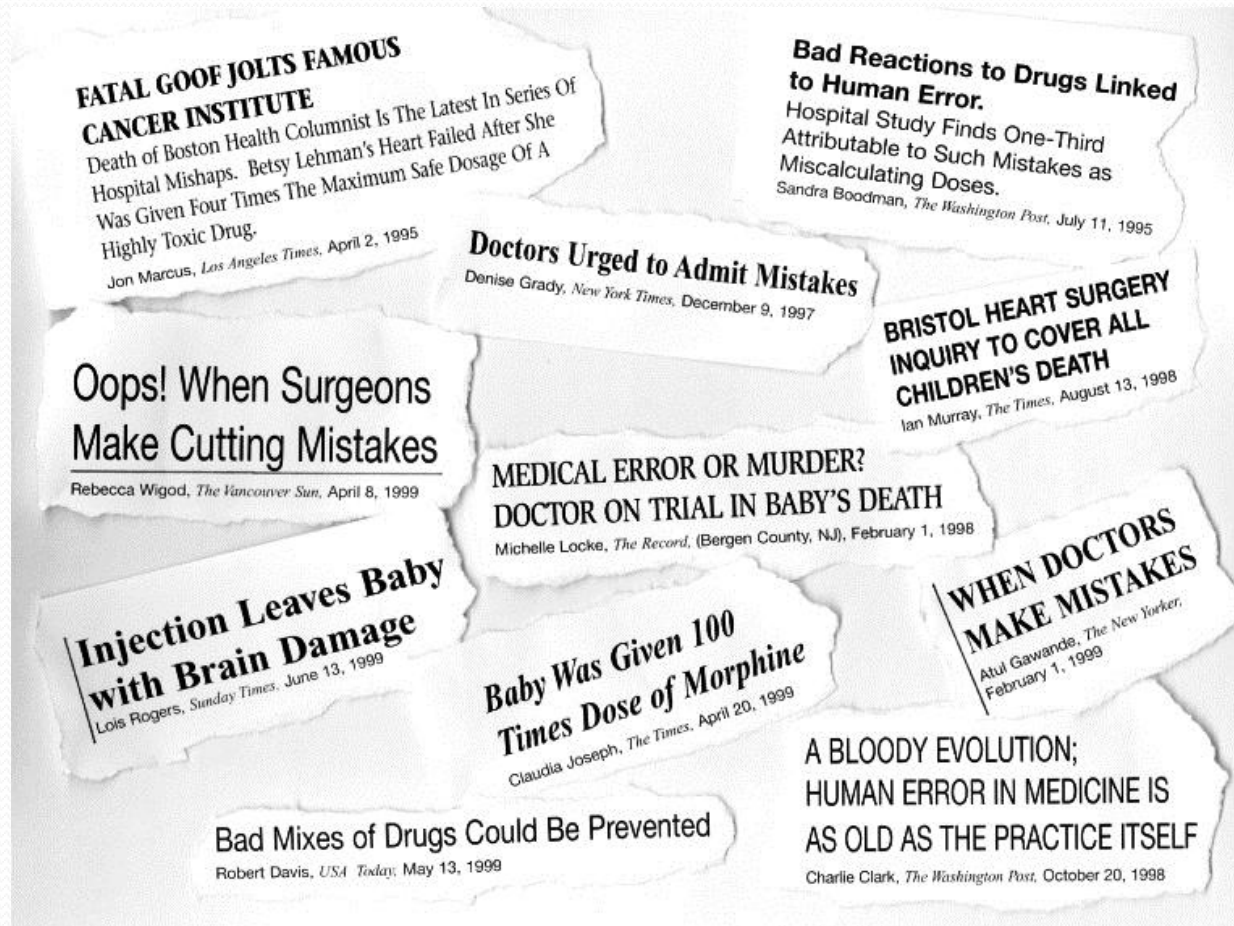 FATAL GOOF JOLTS FAMOUS
CANCER INSTITUTE
Death of Boston Health Columnist Is The Latest In Series Of
Hospital Mishaps. Betsy Lehman's Heart Failed After She
Was Given Four Times The Maximum Safe Dosage Of A
Highly Toxic Drug.
Jon Marcus, Los Angeles Times, April 2, 1995
Bad Reactions to Drugs Linked
to Human Error.
Hospital Study Finds One-Third
Attributable to Such Mistakes as
Miscalculating Doses.
Sandra Boodman, The Washington Post, July 11, 1995
Doctors Urged to Admit Mistakes
Denise Grady, New York Times, December 9, 1997
BRISTOL HEART SURGERY
INQUIRY TO COVER ALL
CHILDREN'S DEATH
Ian Murray, The Times, August 13, 1998
Oops! When Surgeons
Make Cutting Mistakes
Rebecca Wigod, The Vancouver Sun, April 8, 1999
MEDICAL ERROR OR MURDER?
DOCTOR ON TRIAL IN BABY'S DEATH
Michelle Locke, The Record, (Bergen County, NJ), February 1, 1998
WHEN DOCTORS
MAKE MISTAKES
Atul Gawande, The New Yorker,
February 1, 1999
Injection Leaves Baby
with Brain Damage
Lois Rogers, Sunday Times, June 13, 1999
Baby Was Given 100
Times Dose of Morphine
Claudia Joseph, The Times, April 20, 1999
A BLOODY EVOLUTION;
HUMAN ERROR IN MEDICINE IS
AS OLD AS THE PRACTICE ITSELF
Charlie Clark, The Washington Post, October 20, 1998
Bad Mixes of Drugs Could Be Prevented
Robert Davis, USA Today, May 13, 1999